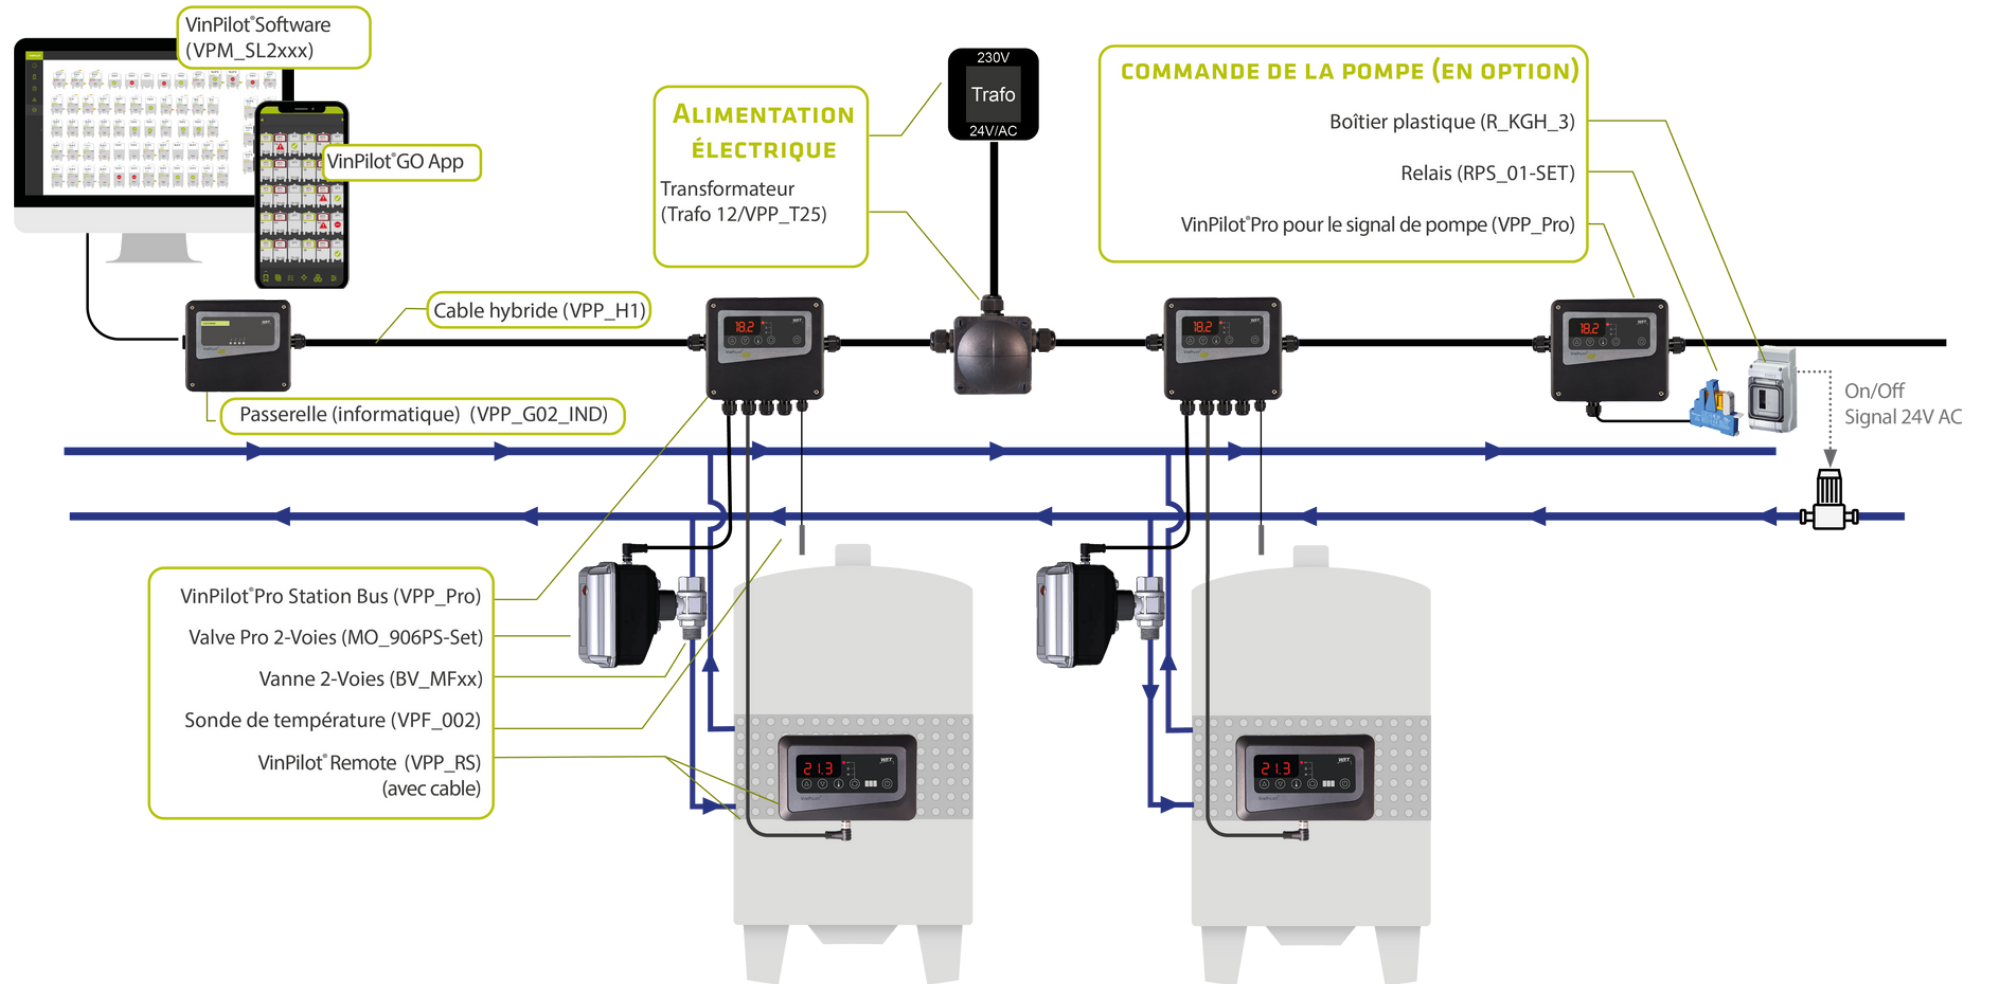 VinPilot®Software
(VPM_SL2xxx)
VinPilot®GO App
230V
Trafo
24V/AC
ALIMENTATION
ÉLECTRIQUE
Transformateur
(Trafo 12/VPP_T25)
COMMANDE DE LA POMPE (EN OPTION)
Boîtier plastique (R_KGH_3)
Relais (RPS_01-SET)
VinPilot®Pro pour le signal de pompe (VPP_Pro)
Cable hybride (VPP_H1)
18.2
18.2
18.2
Passerelle (informatique) (VPP_G02_IND)
On/Off
Signal 24V AC
VinPilot®Pro Station Bus (VPP_Pro)
Valve Pro 2-Voies (MO_906PS-Set)
Vanne 2-Voies (BV_MFxx)
Sonde de température (VPF_002)
VinPilot® Remote (VPP_RS)
(avec cable)
21.3
21.3